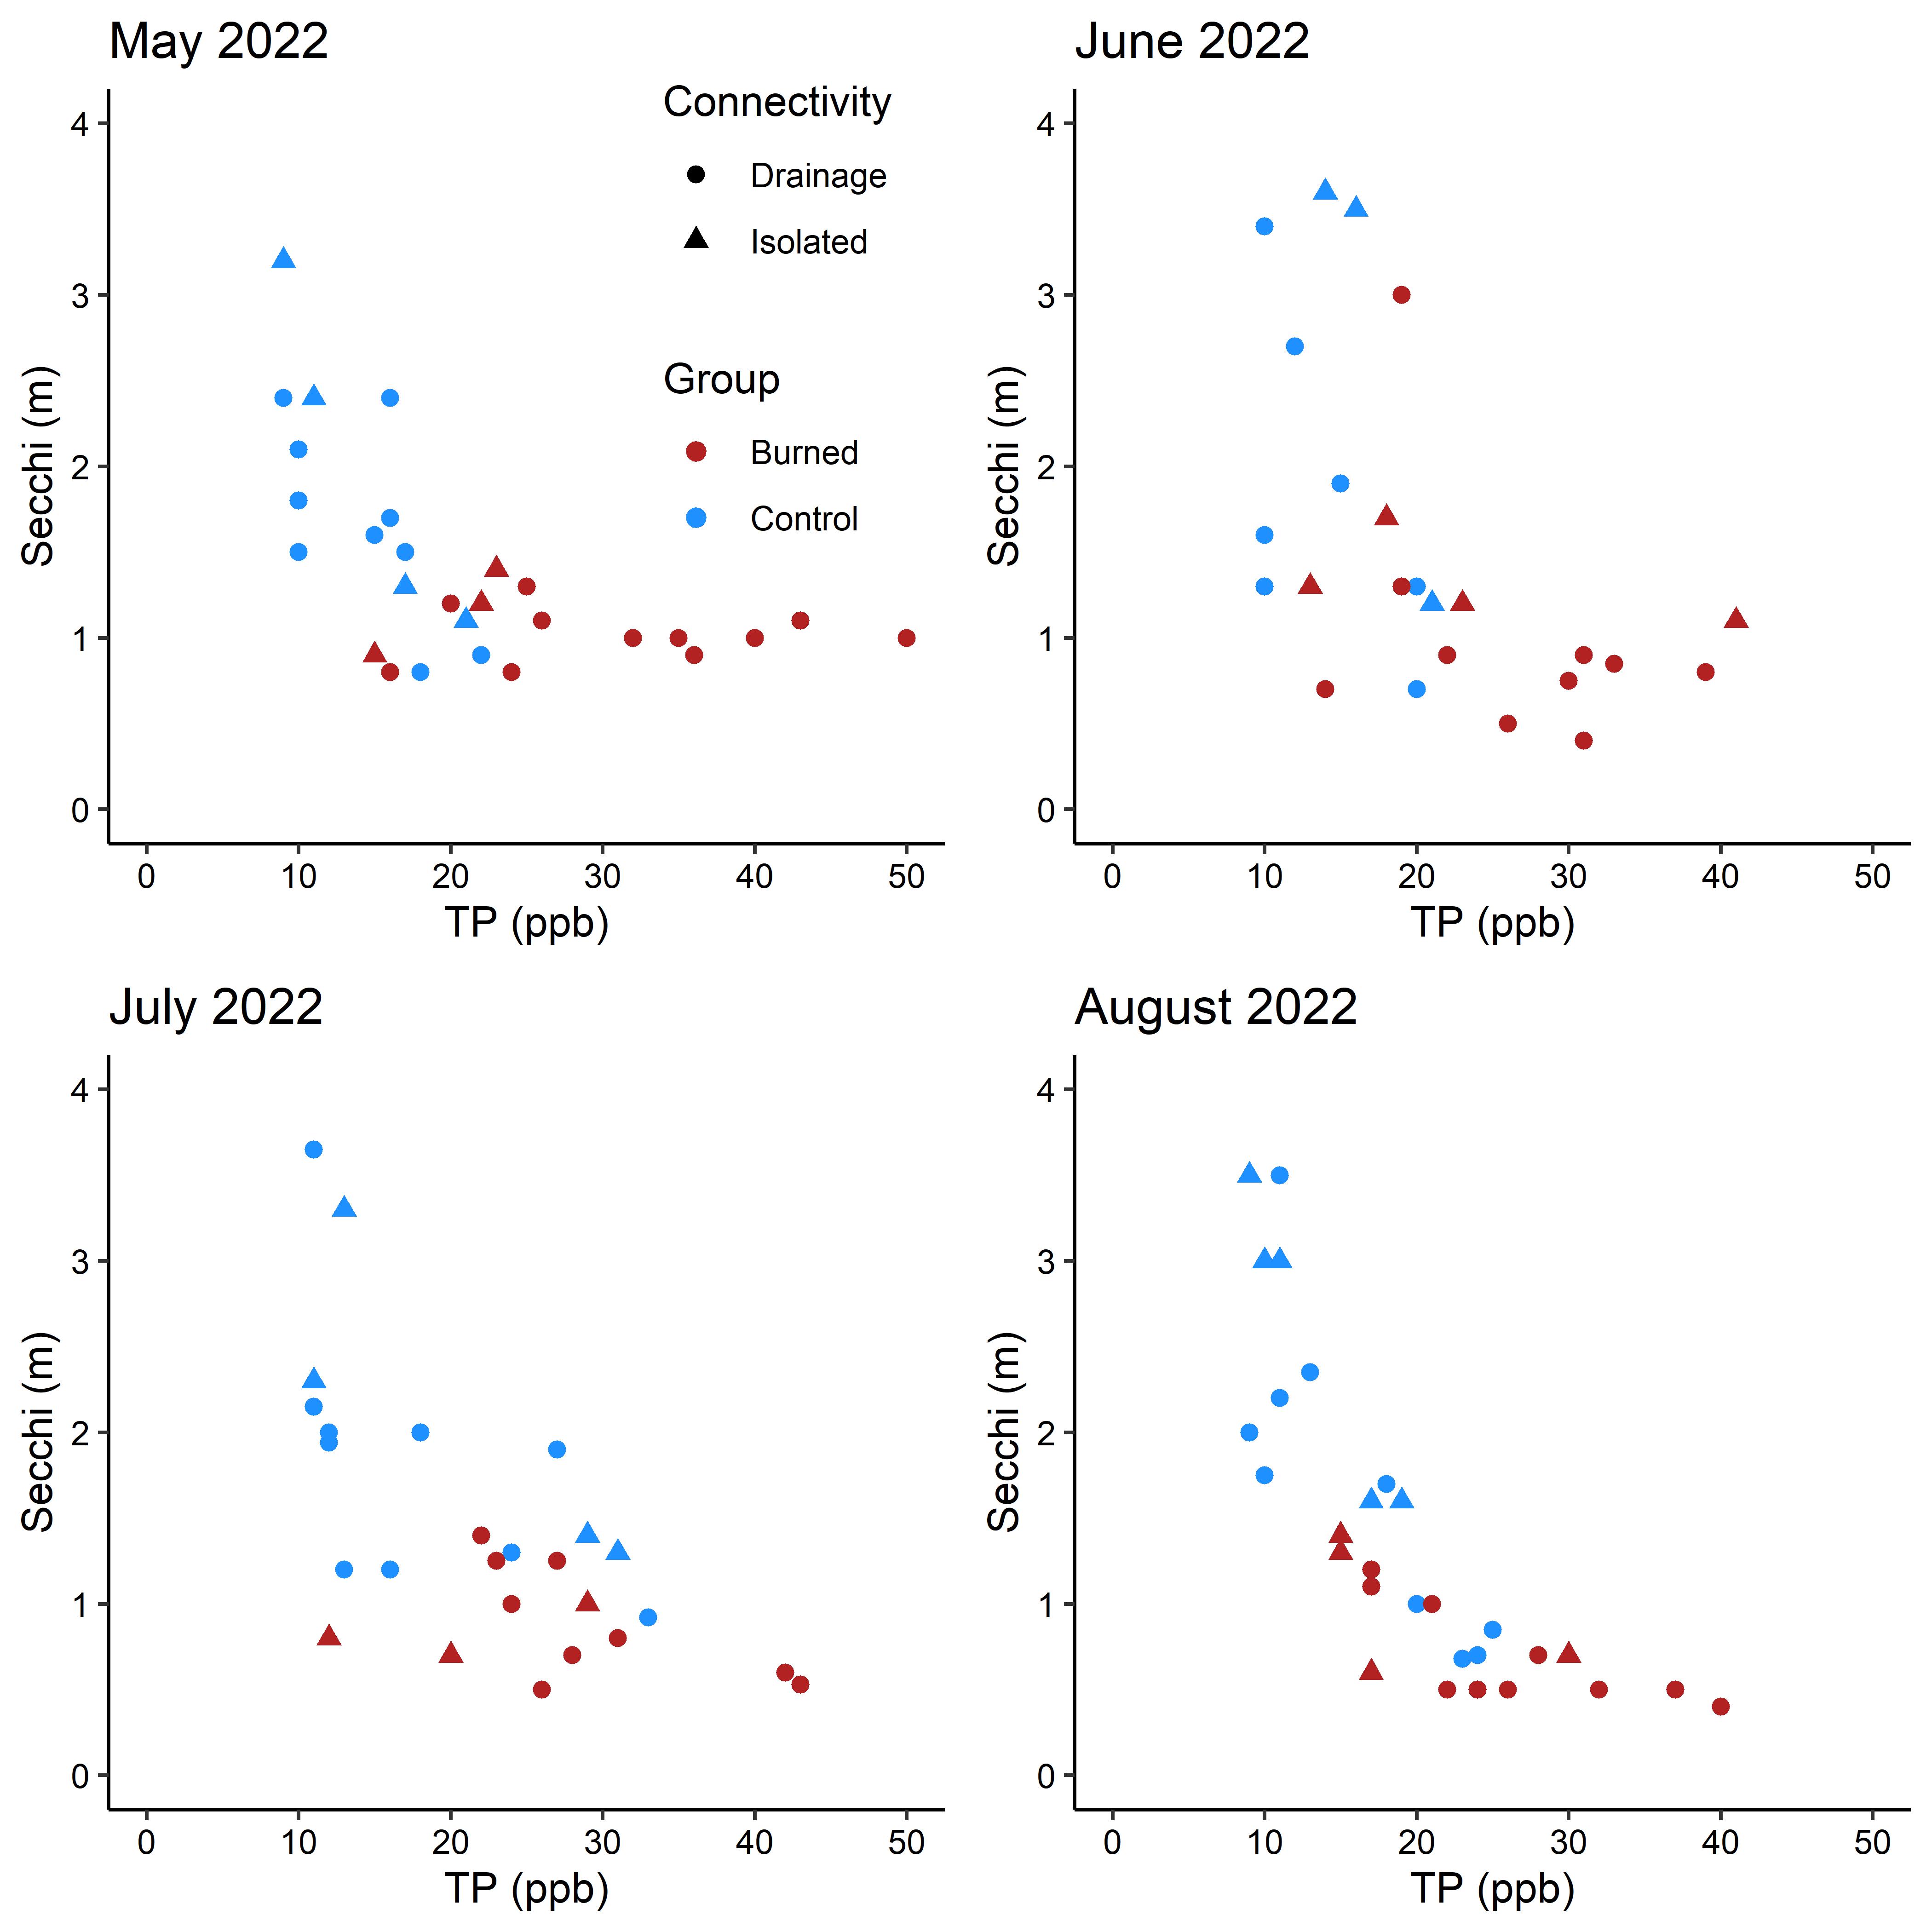 May 2022
Connectivity
Drainage
Isolated
Group
Burned
Control
4
3
2
1
0
Secchi (m)
0 10 20 30 40 50
TP (ppb)
June 2022
4
3
2
1
0
Secchi (m)
0 10 20 30 40 50
TP (ppb)
July 2022
4
3
2
1
0
Secchi (m)
0 10 20 30 40 50
TP (ppb)
August 2022
4
3
2
1
0
Secchi (m)
0 10 20 30 40 50
TP (ppb)